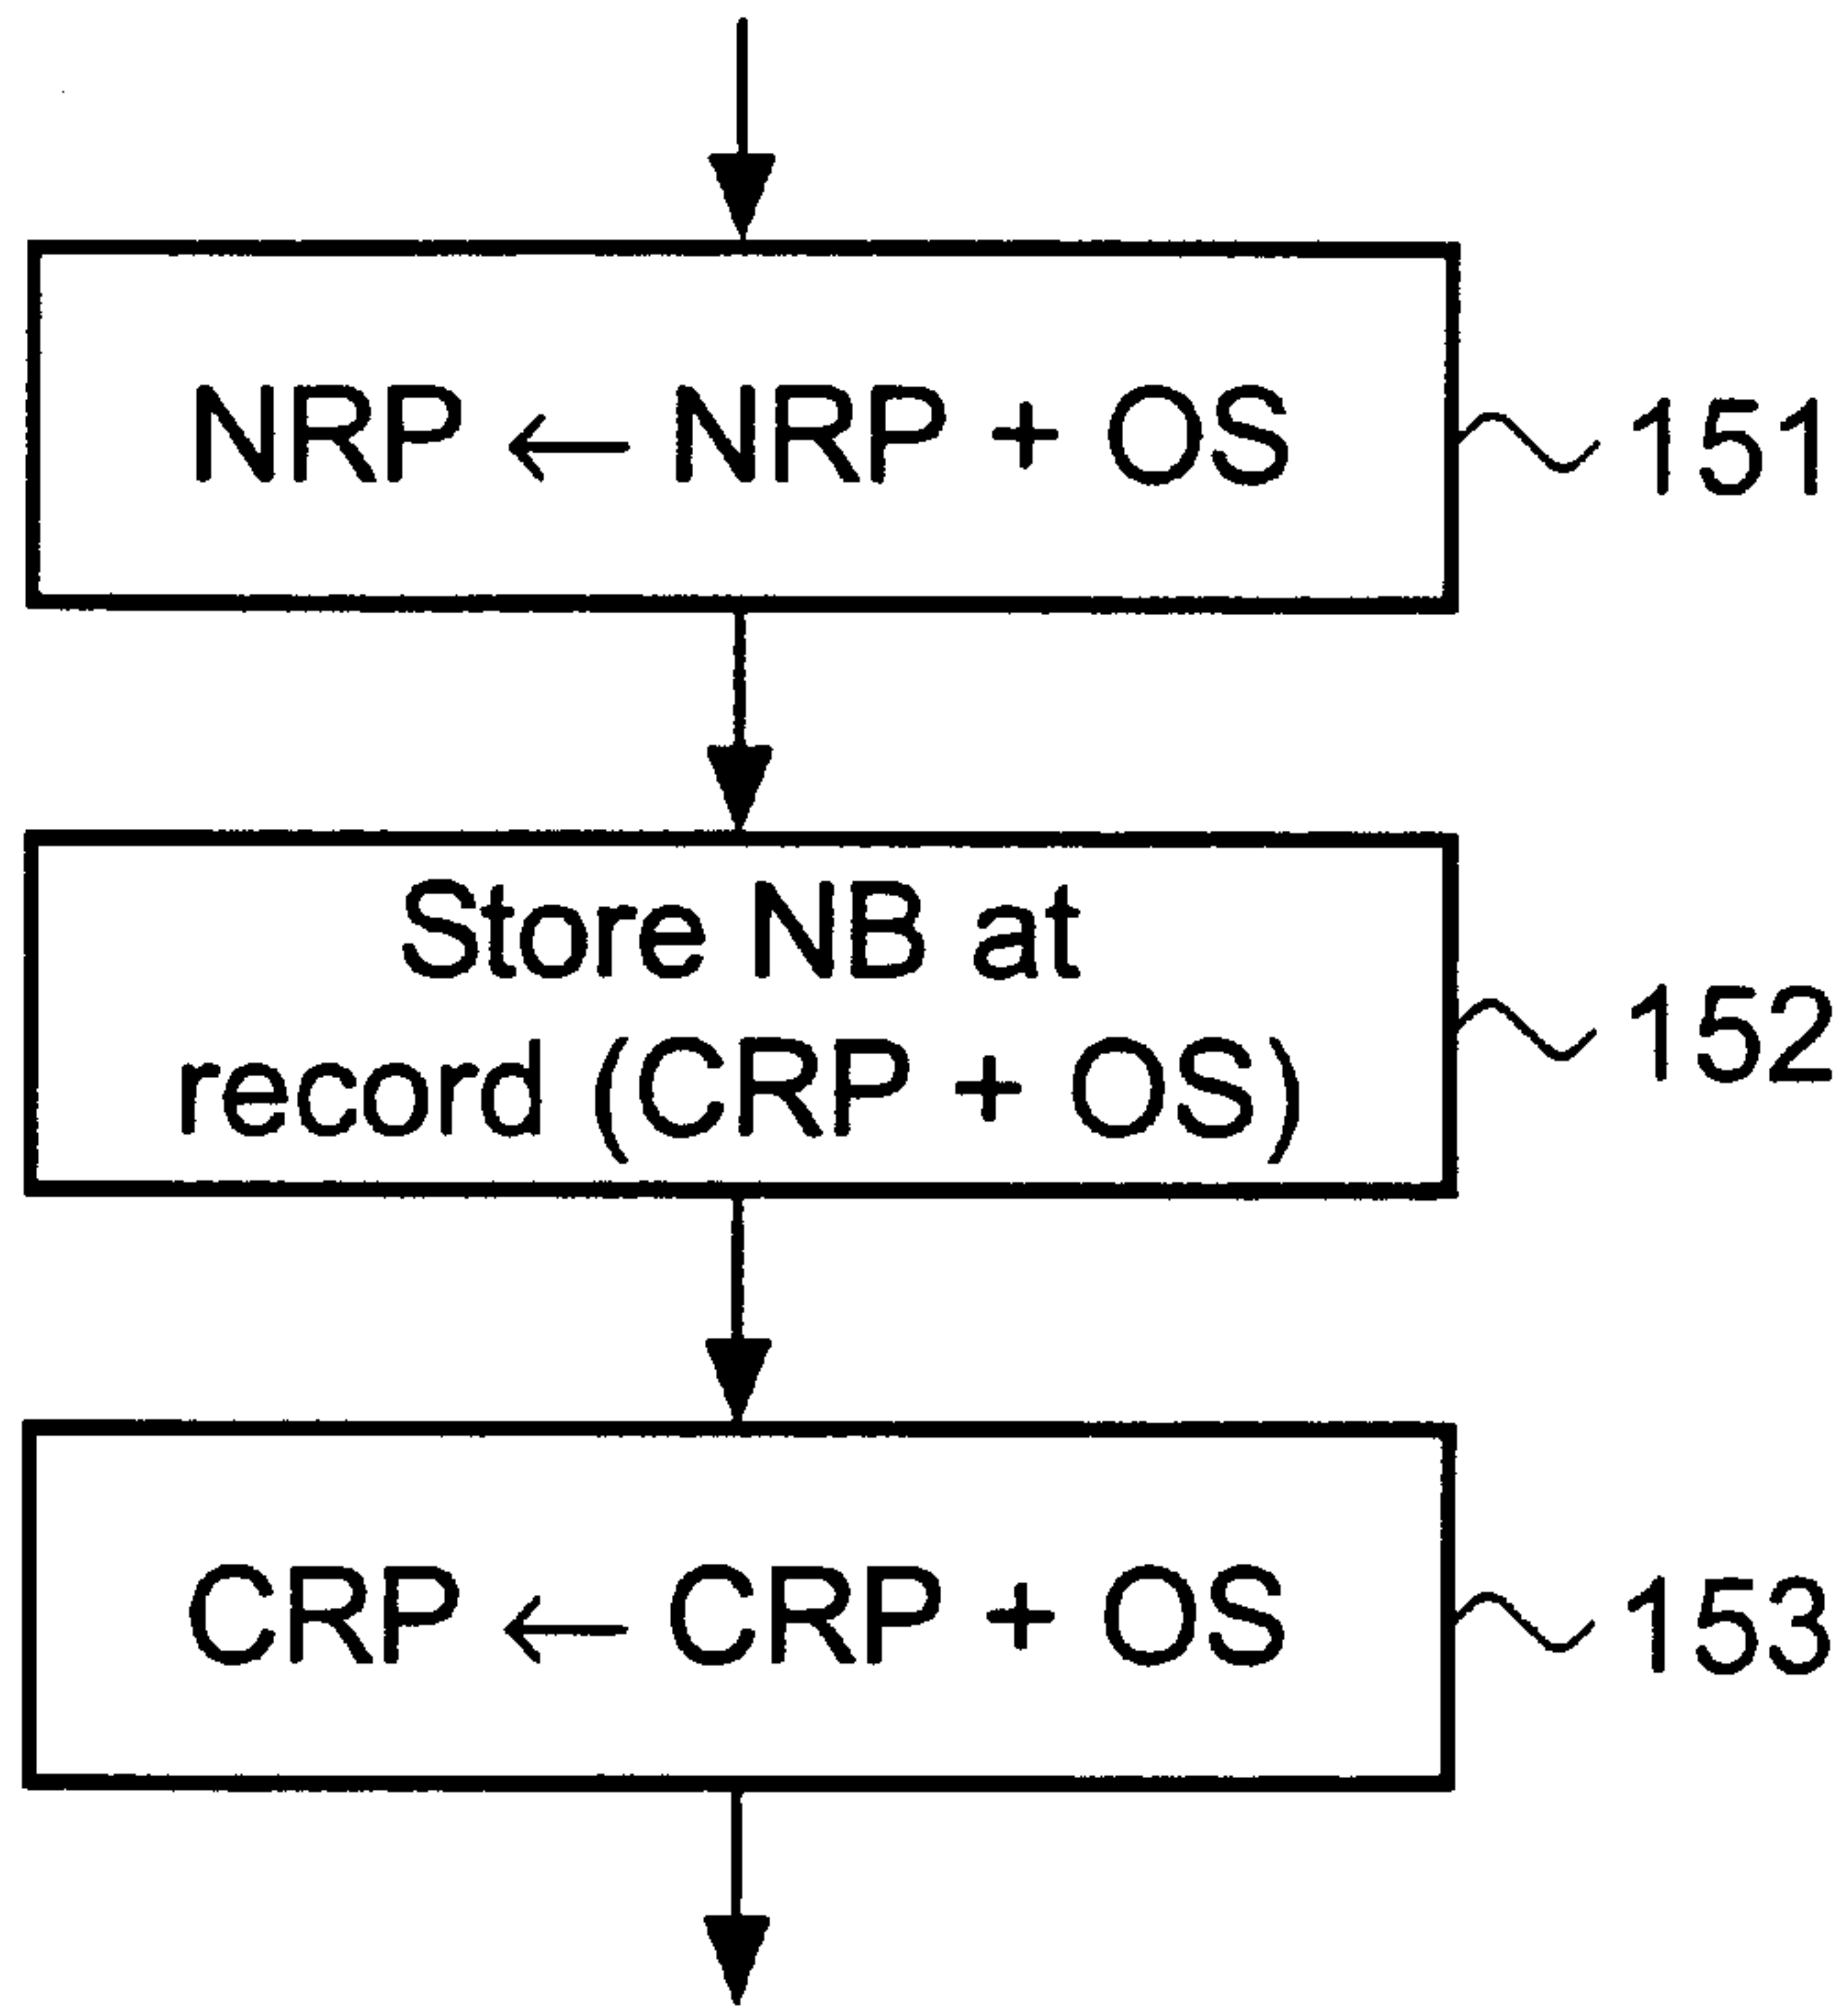 NRP ← NRP + OS
151
Store NB at
record (CRP + OS)
152
CRP ← CRP + OS
153